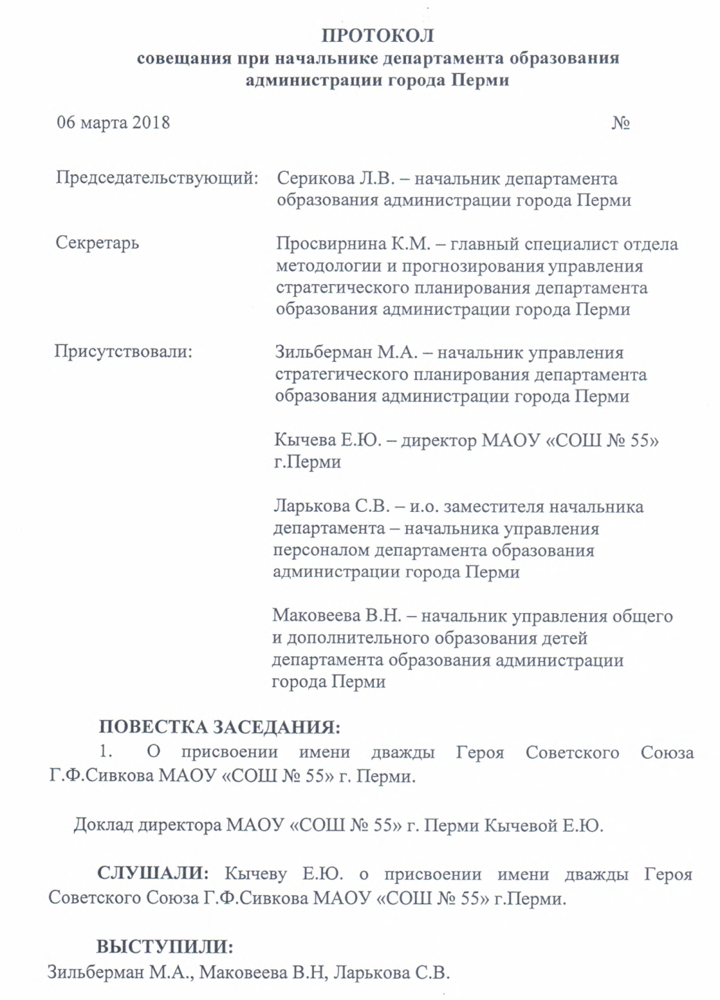 ПРОТОКОЛ
совещания при начальнике департамента образования
администрации города Перми
06 марта 2018 №
Председательствующий: Серикова Л.В. – начальник департамента
образования администрации города Перми
Секретарь Просвирнина К.М. – главный специалист отдела
методологии и прогнозирования управления
стратегического планирования департамента
образования администрации города Перми
Присутствовали: Зильберман М.А. – начальник управления
стратегического планирования департамента
образования администрации города Перми
Кычева Е.Ю. – директор МАОУ «СОШ № 55»
г.Перми
Ларькова С.В. – и.о. заместителя начальника
департамента – начальника управления
персоналом департамента образования
администрации города Перми
Маковеева В.Н. – начальник управления общего
и дополнительного образования детей
департамента образования администрации
города Перми
ПОВЕСТКА ЗАСЕДАНИЯ:
1. О присвоении имени дважды Героя Советского Союза
Г.Ф.Сивкова МАОУ «СОШ № 55» г. Перми.
Доклад директора МАОУ «СОШ № 55» г. Перми Кычевой Е.Ю.
СЛУШАЛИ: Кычеву Е.Ю. о присвоении имени дважды Героя
Советского Союза Г.Ф.Сивкова МАОУ «СОШ № 55» г.Перми.
ВЫСТУПИЛИ:
Зильберман М.А., Маковеева В.Н, Ларькова С.В.